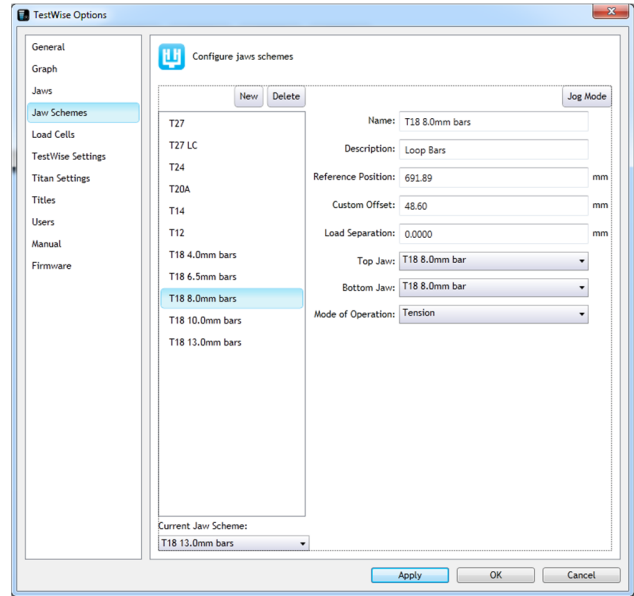 TestWise Options
General
Graph
Jaws
Jaw Schemes
Load Cells
TestWise Settings
Titan Settings
Titles
Users
Manual
Firmware
Configure jaws schemes
New Delete
Jog Mode
T27
T27 LC
T24
T20A
T14
T12
T18 4.0mm bars
T18 6.5mm bars
T18 8.0mm bars
T18 10.0mm bars
T18 13.0mm bars
Name: T18 8.0mm bars
Description: Loop Bars
Reference Position: 691.89 mm
Custom Offset: 48.60 mm
Load Separation: 0.0000 mm
Top Jaw: T18 8.0mm bar
Bottom Jaw: T18 8.0mm bar
Mode of Operation: Tension
Current Jaw Scheme:
T18 13.0mm bars
Apply OK Cancel